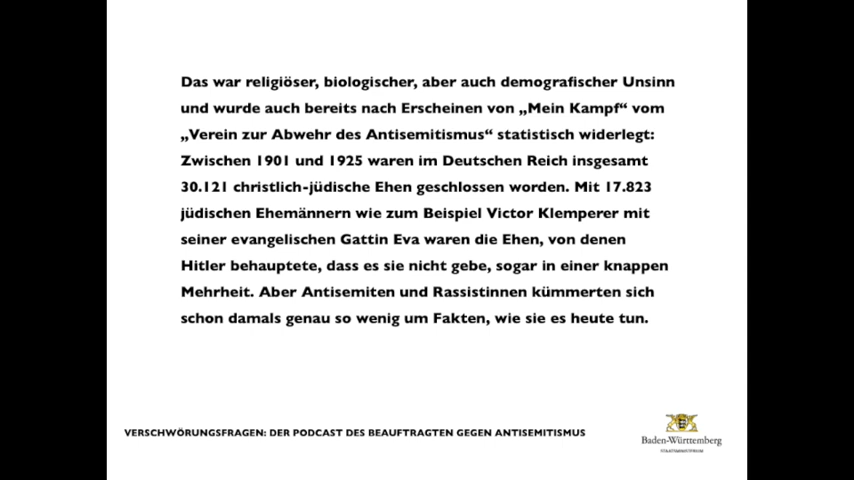 Das war religiöser, biologischer, aber auch demografischer Unsinn
und wurde auch bereits nach Erscheinen von „Mein Kampf“ vom
„Verein zur Abwehr des Antisemitismus“ statistisch widerlegt:
Zwischen 1901 und 1925 waren im Deutschen Reich insgesamt
30.121 christlich-jüdische Ehen geschlossen worden. Mit 17.823
jüdischen Ehemännern wie zum Beispiel Victor Klemperer mit
seiner evangelischen Gattin Eva waren die Ehen, von denen
Hitler behauptete, dass es sie nicht gebe, sogar in einer knappen
Mehrheit. Aber Antisemiten und Rassistinnen kümmerten sich
schon damals genau so wenig um Fakten, wie sie es heute tun.
VERSCHWÖRUNGSFRAGEN: DER PODCAST DES BEAUFTRAGTEN GEGEN ANTISEMITISMUS
Baden-Württemberg
STAATSMINISTERIUM